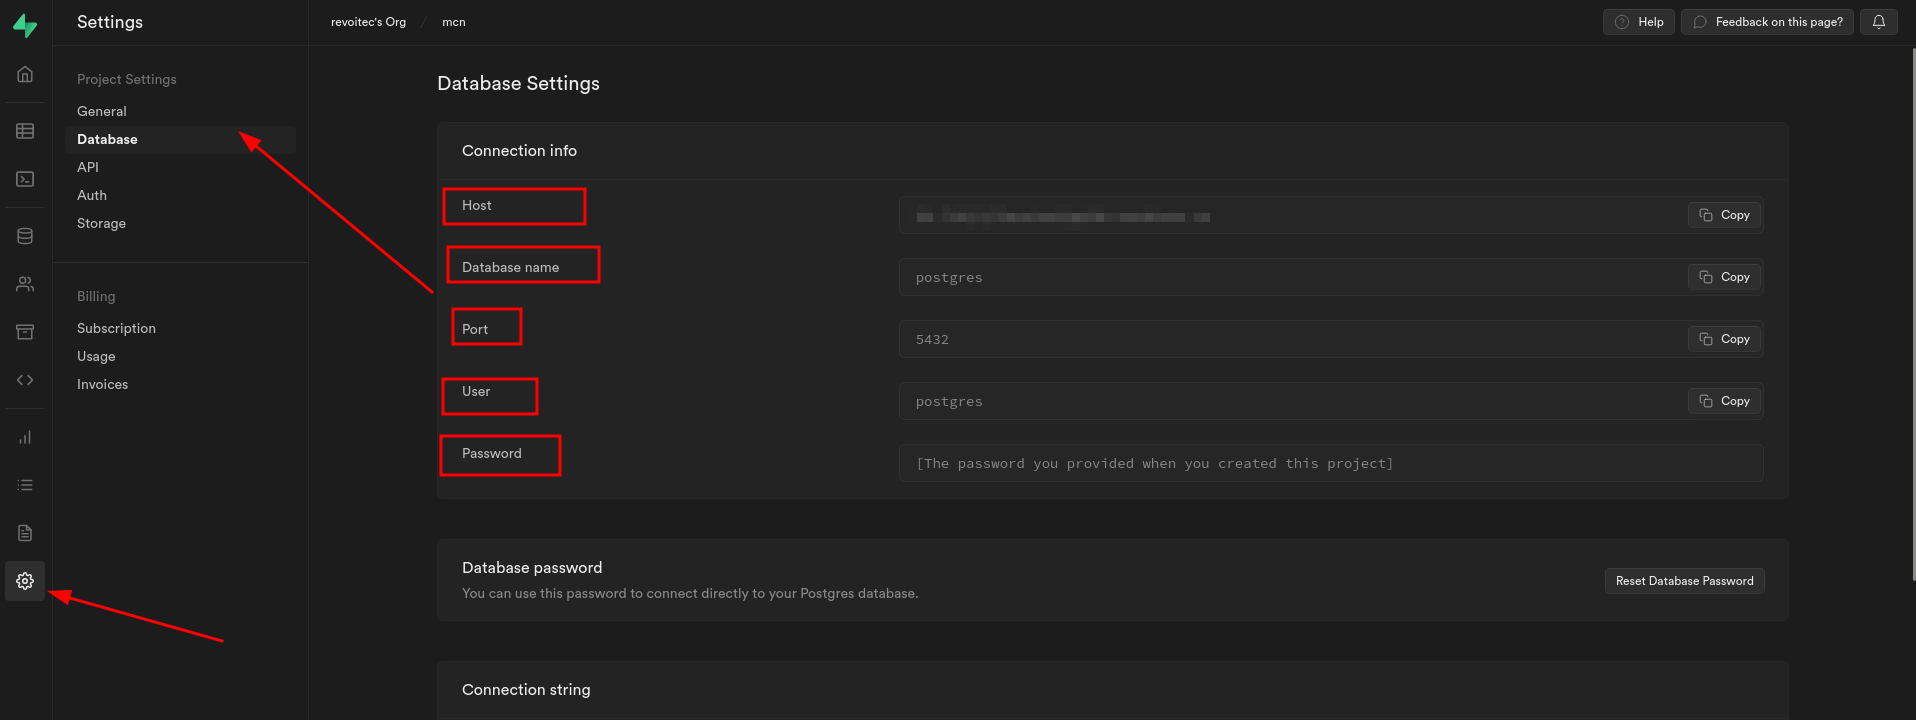 Settings
revoitec's Org / mcn
Help
Feedback on this page?
Project Settings
General
Database
API
Auth
Storage
Billing
Subscription
Usage
Invoices
Database Settings
Connection info
Host
Copy
Database name
postgres
Copy
Port
5432
Copy
User
postgres
Copy
Password
[The password you provided when you created this project]
Database password
You can use this password to connect directly to your Postgres database.
Reset Database Password
Connection string